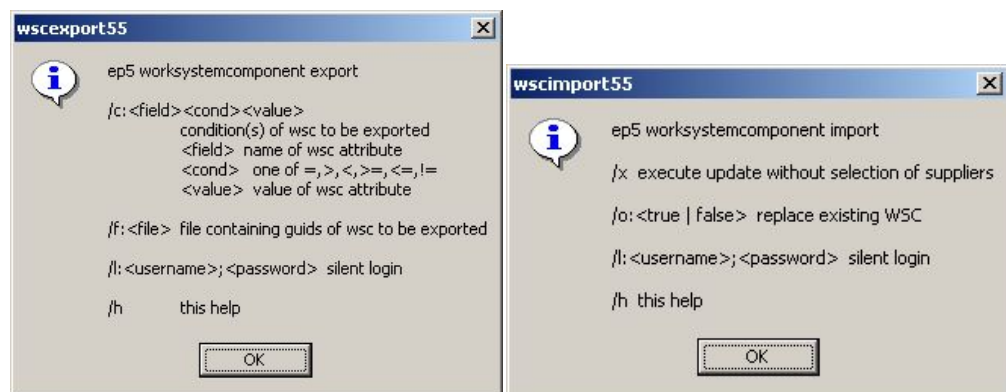 wscexport55
ep5 worksystemcomponent export
/c:<field><cond><value>
condition(s) of wsc to be exported
<field> name of wsc attribute
<cond> one of =,>,<,>=,<=,!=
<value> value of wsc attribute
/f:<file> file containing guids of wsc to be exported
/l:<username>;<password> silent login
/h this help
OK
wscimport55
ep5 worksystemcomponent import
/x execute update without selection of suppliers
/o:<true | false> replace existing WSC
/l:<username>;<password> silent login
/h this help
OK